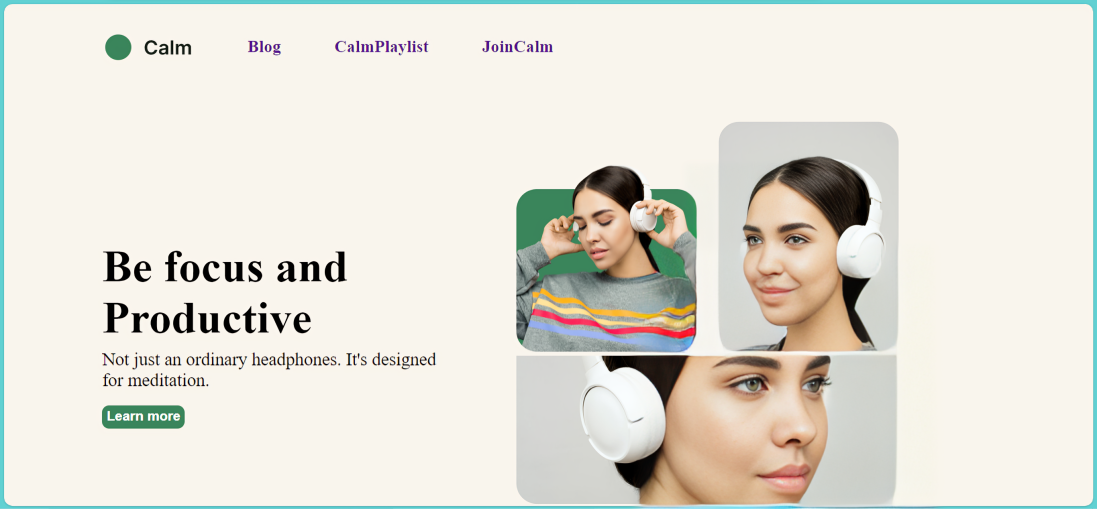 Calm Blog CalmPlaylist JoinCalm
Be focus and
Productive
Not just an ordinary headphones. It's designed
for meditation.
Learn more